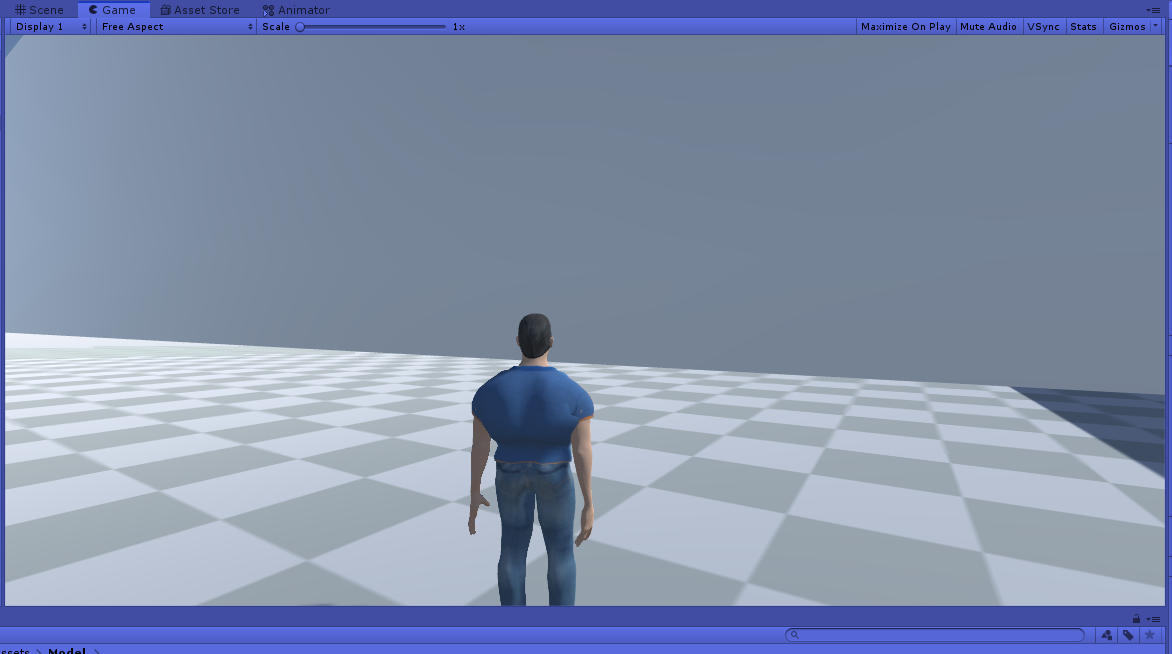 Scene Game Asset Store Animator
Display 1 Free Aspect Scale 1x Maximize On Play Mute Audio VSync Stats Gizmos
ssets > Model >